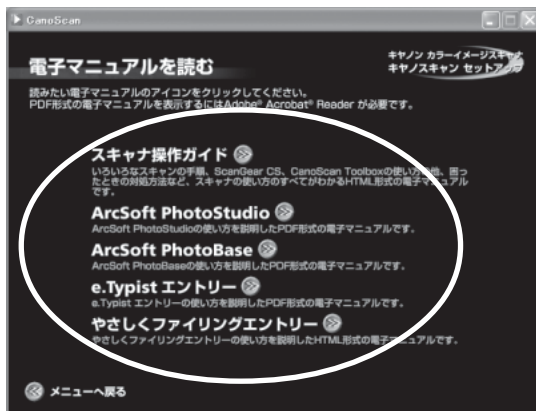 CanoScan
電子マニュアルを読む
キヤノン カラーイメージスキャナ
キヤノスキャン セットアップ
読みたい電子マニュアルのアイコンをクリックしてください。
PDF形式の電子マニュアルを表示するにはAdobe® Acrobat® Reader が必要です。
スキャナ操作ガイド
いろいろなスキャンの手順、ScanGear CS、CanoScan Toolboxの使い方の他、困っ
たときの対処方法など、スキャナの使い方のすべてがわかるHTML形式の電子マニュアル
です。
ArcSoft PhotoStudio
ArcSoft PhotoStudioの使い方を説明したPDF形式の電子マニュアルです。
ArcSoft PhotoBase
ArcSoft PhotoBaseの使い方を説明したPDF形式の電子マニュアルです。
e.Typist エントリー
e.Typist エントリーの使い方を説明したPDF形式の電子マニュアルです。
やさしくファイリングエントリー
やさしくファイリングエントリーの使い方を説明したHTML形式の電子マニュアルです。
メニューへ戻る